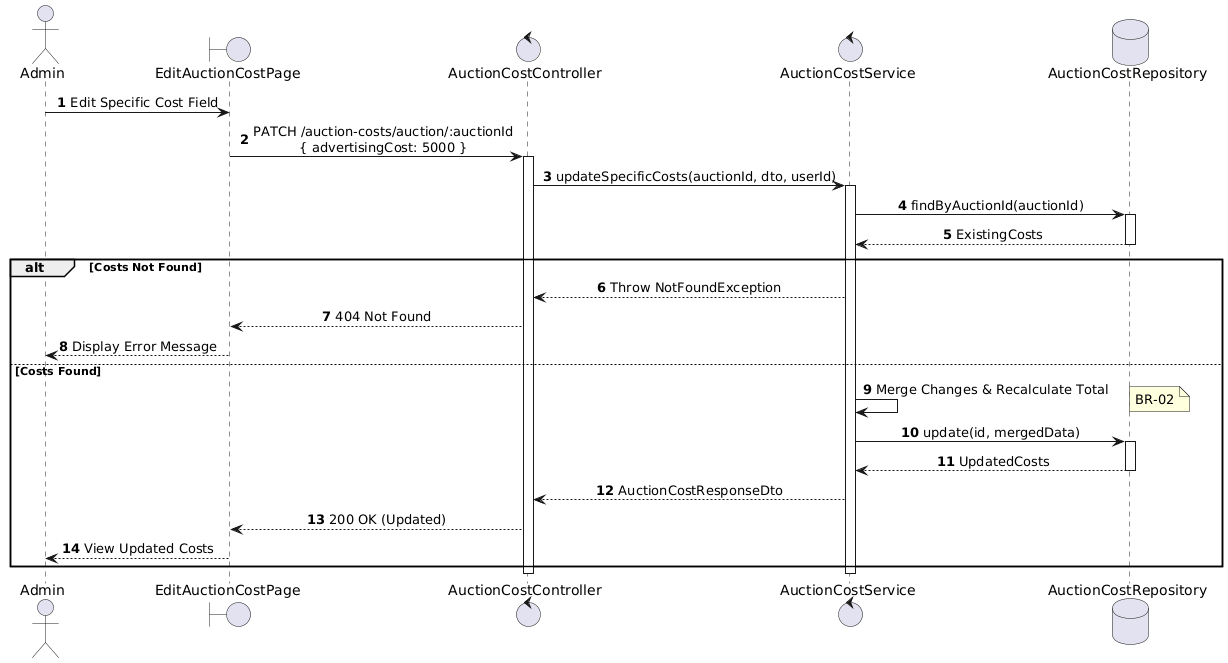 Admin
EditAuctionCostPage
AuctionCostController
AuctionCostService
AuctionCostRepository
1 Edit Specific Cost Field
2 PATCH /auction-costs/auction/:auctionId
{ advertisingCost: 5000 }
3 updateSpecificCosts(auctionId, dto, userId)
4 findByAuctionId(auctionId)
5 ExistingCosts
alt [Costs Not Found]
6 Throw NotFoundException
7 404 Not Found
8 Display Error Message
[Costs Found]
9 Merge Changes & Recalculate Total
BR-02
10 update(id, mergedData)
11 UpdatedCosts
12 AuctionCostResponseDto
13 200 OK (Updated)
14 View Updated Costs
Admin
EditAuctionCostPage
AuctionCostController
AuctionCostService
AuctionCostRepository